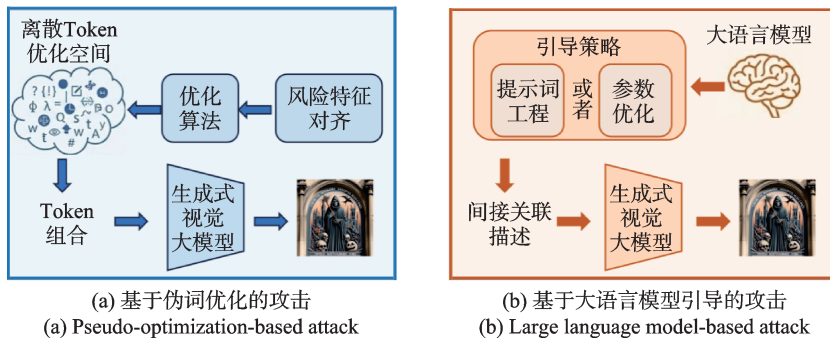 离散Token
优化空间
优化
算法
风险特征
对齐
Token
组合
生成式
视觉
大模型
(a) 基于伪词优化的攻击
(a) Pseudo-optimization-based attack
引导策略
提示词
工程
或
者
参数
优化
大语言模型
间接关联
描述
生成式
视觉
大模型
(b) 基于大语言模型引导的攻击
(b) Large language model-based attack